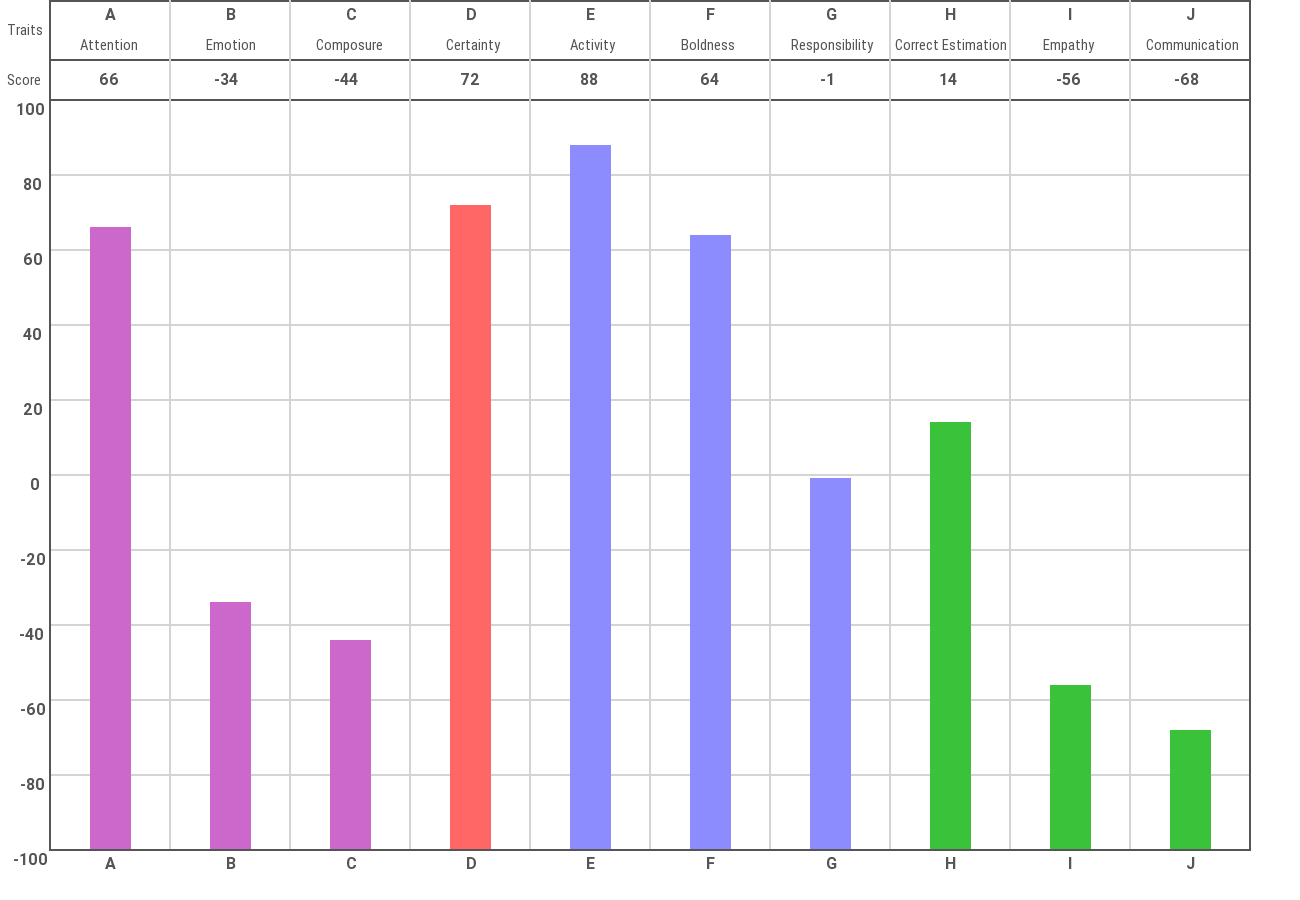 Traits A B C D E F G H I J
Attention Emotion Composure Certainty Activity Boldness Responsibility Correct Estimation Empathy Communication
Score 66 -34 -44 72 88 64 -1 14 -56 -68
100
80
60
40
20
0
-20
-40
-60
-80
-100
A B C D E F G H I J